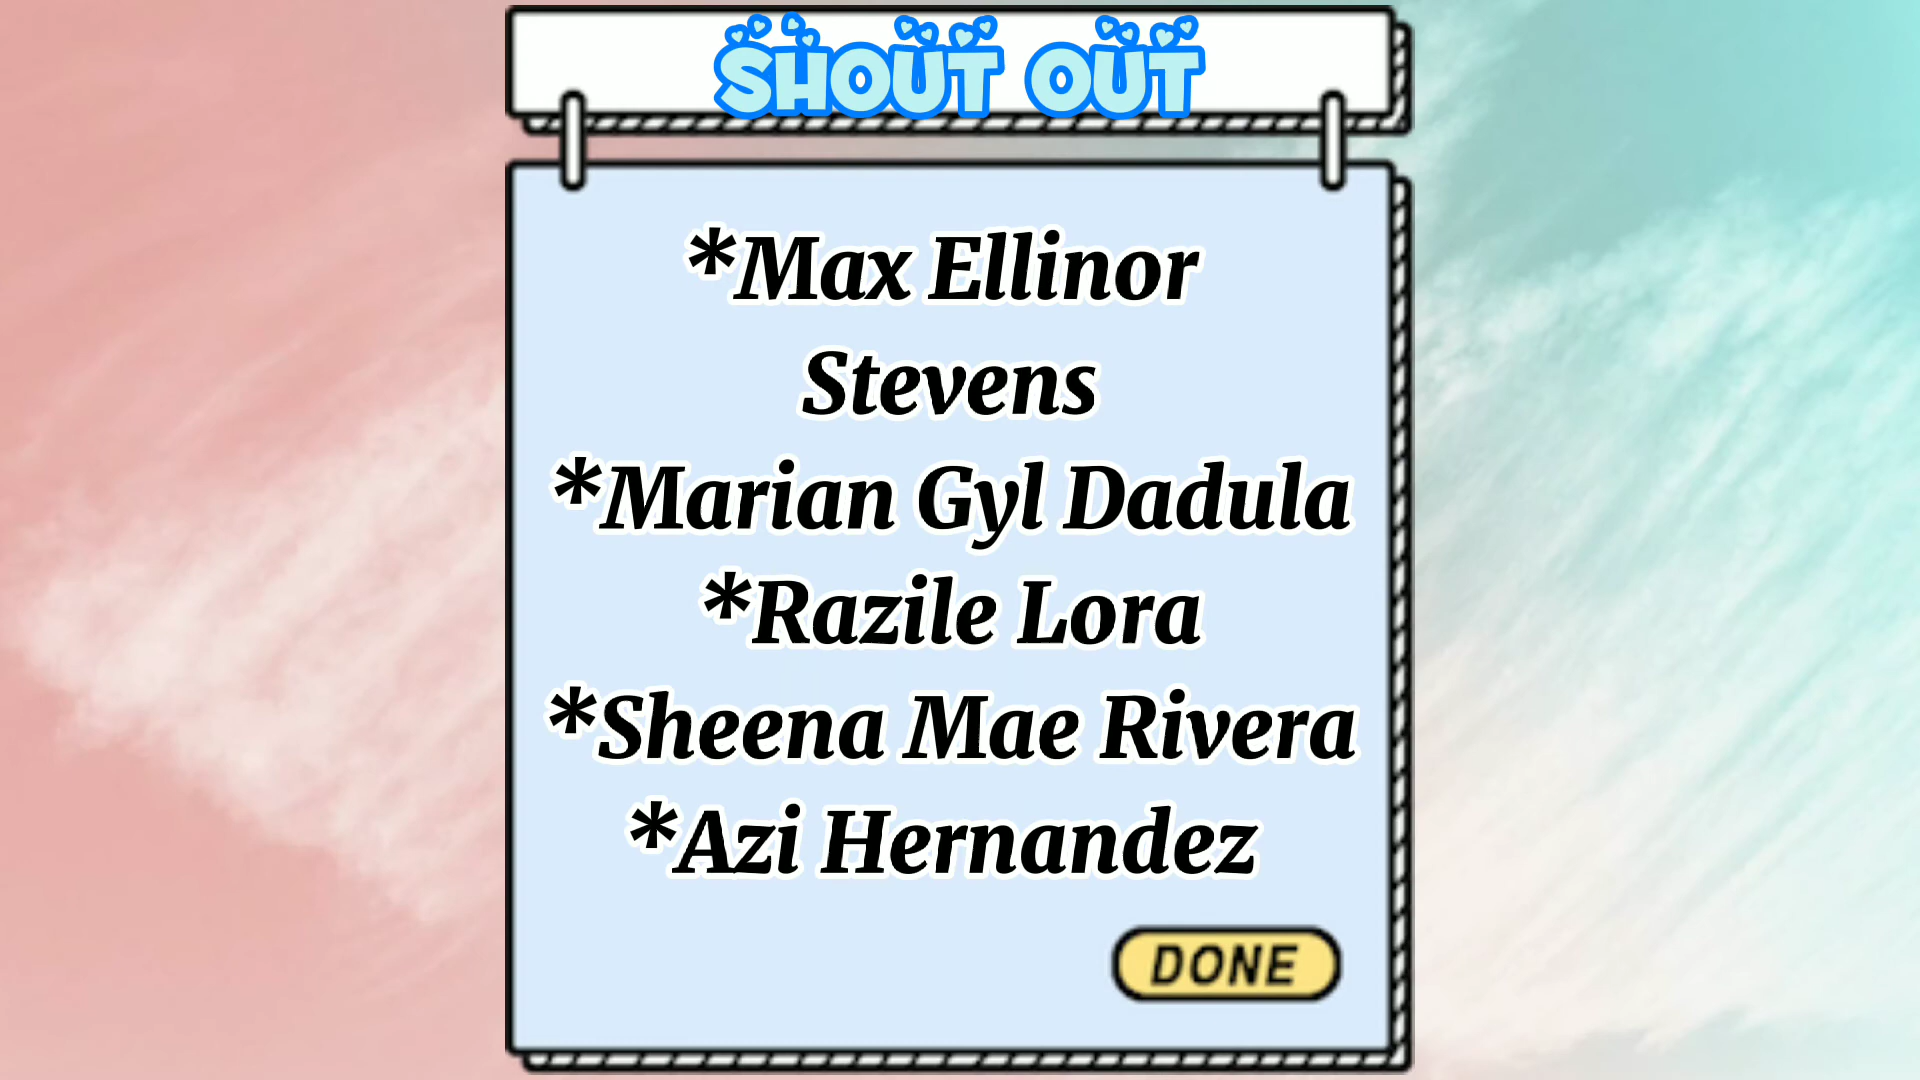 SHOUT OUT
*Max Ellinor
Stevens
*Marian Gyl Dadula
*Razile Lora
*Sheena Mae Rivera
*Azi Hernandez
DONE